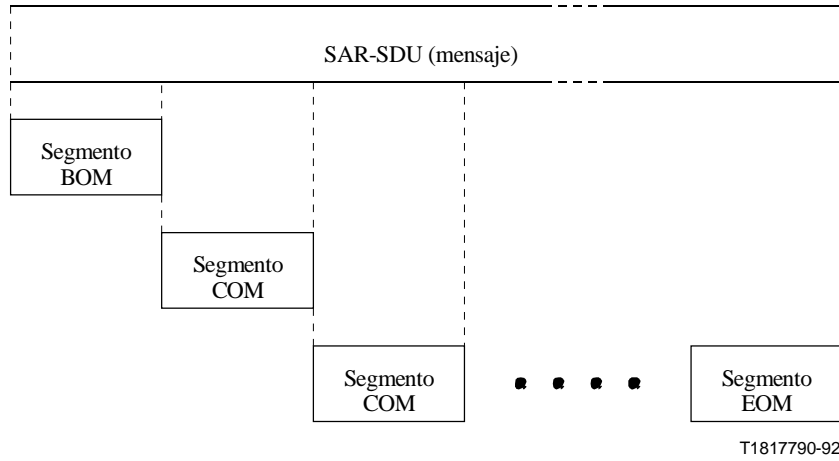 SAR-SDU (mensaje)
Segmento
BOM
Segmento
COM
Segmento
COM
Segmento
EOM
T1817790-92